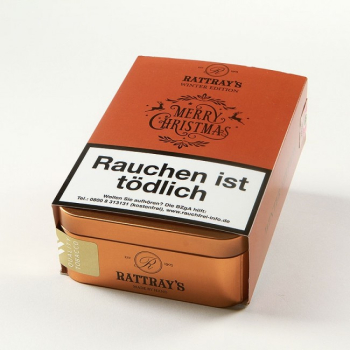 R
RATTRAY'S
WINTER EDITION
MERRY
CHRISTMAS
Rauchen ist
tödlich
Wollen Sie aufhören? Die BZgA hilft:
Tel.: 0800 8 313131 (kostenfrei), www.rauchfrei-info.de
R
RATTRAY'S